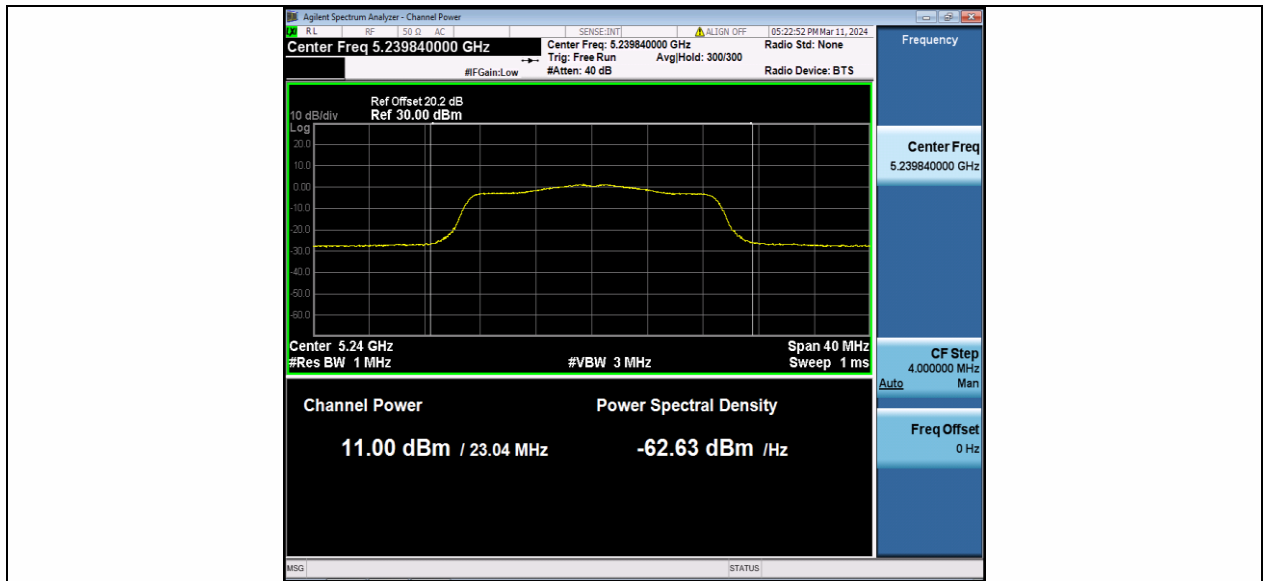 Agilent Spectrum Analyzer - Channel Power
RL RF 50 Ω AC SENSE:INT ALIGN OFF 05:22:52 PM Mar 11, 2024
Center Freq 5.239840000 GHz
Center Freq: 5.239840000 GHz
Radio Std: None
Trig: Free Run Avg|Hold: 300/300
#IFGain:Low
#Atten: 40 dB
Radio Device: BTS
Frequency
Ref Offset 20.2 dB
10 dB/div Ref 30.00 dBm
Log
20.0
10.0
0.00
-10.0
-20.0
-30.0
-40.0
-50.0
-60.0
Center 5.24 GHz
Span 40 MHz
#Res BW 1 MHz
#VBW 3 MHz
Sweep 1 ms
Center Freq
5.239840000 GHz
CF Step
4.000000 MHz
Auto Man
Freq Offset
0 Hz
Channel Power
Power Spectral Density
11.00 dBm / 23.04 MHz
-62.63 dBm /Hz
MSG
STATUS